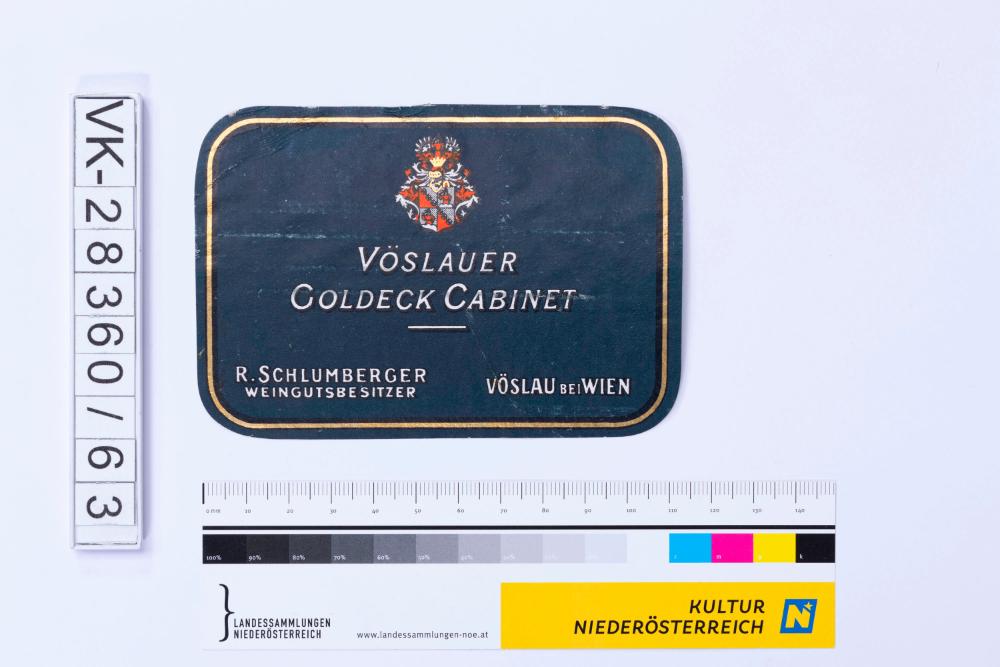 VK-28360/63
VÖSLAUER
GOLDECK CABINET
R. SCHLUMBERGER
WEINGUTSBESITZER
VÖSLAU BEI WIEN
0 mm 10 20 30 40 50 60 70 80 90 100 110 120 130 140
100% 90% 80% 70% 60% 50% 40% c m y k
LANDESSAMMLUNGEN
NIEDERÖSTERREICH
www.landessammlungen-noe.at
KULTUR
NIEDERÖSTERREICH
N